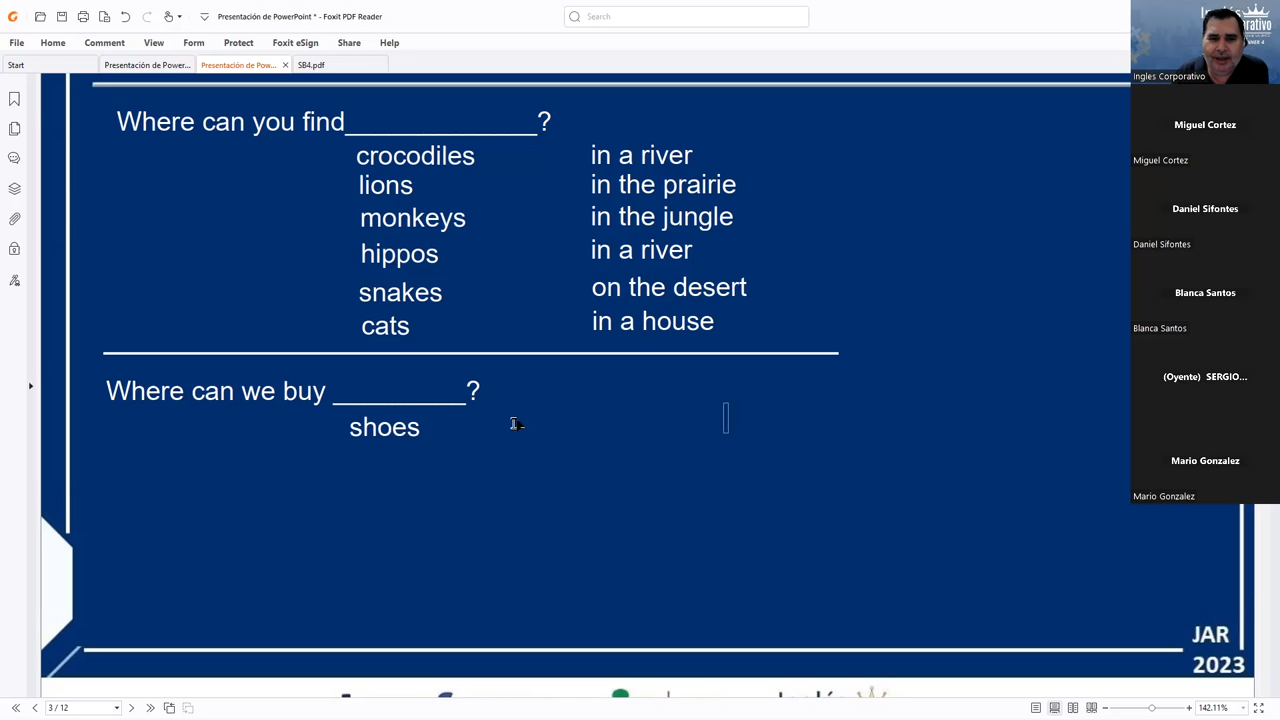 Presentación de PowerPoint * - Foxit PDF Reader
Search
File Home Comment View Form Protect Foxit eSign Share Help
Start
Presentación de Power...
Presentación de Pow...
SB4.pdf
Where can you find______________?
crocodiles in a river
lions in the prairie
monkeys in the jungle
hippos in a river
snakes on the desert
cats in a house
Where can we buy _________?
shoes
JAR
2023
Ingles Corporativo
Miguel Cortez
Miguel Cortez
Daniel Sifontes
Daniel Sifontes
Blanca Santos
Blanca Santos
(Oyente) SERGIO...
Mario Gonzalez
Mario Gonzalez
3 / 12
142.11%